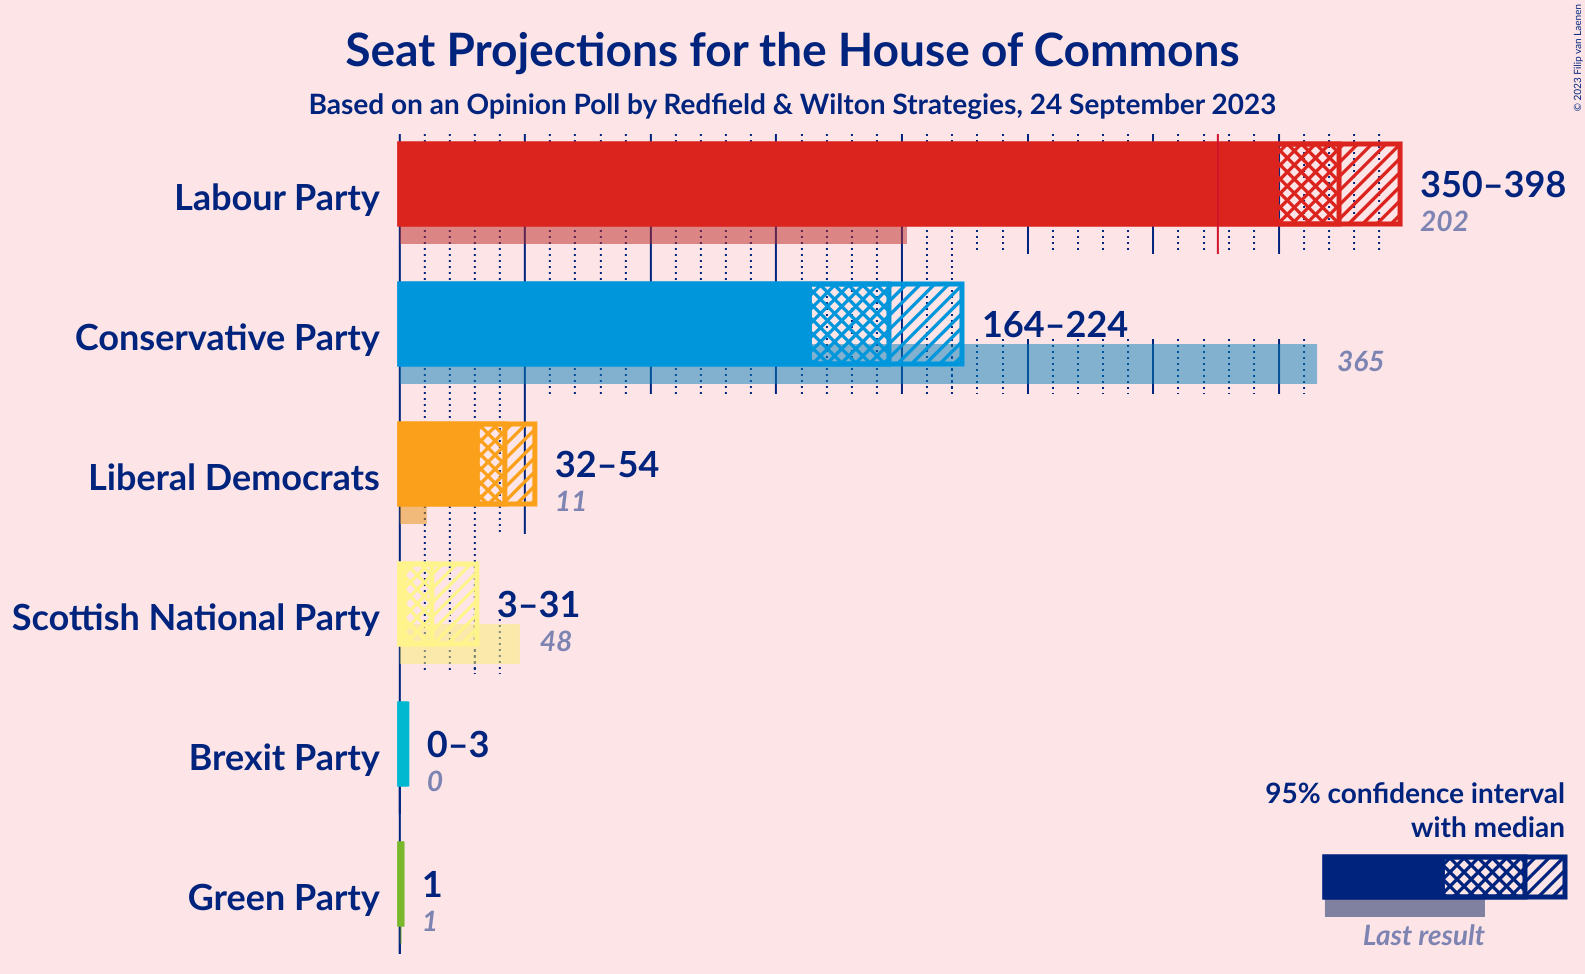 Seat Projections for the House of Commons
Based on an Opinion Poll by Redfield & Wilton Strategies, 24 September 2023
© 2023 Filip van Laenen
Labour Party
350–398
202
Conservative Party
164–224
365
Liberal Democrats
32–54
11
Scottish National Party
3–31
48
Brexit Party
0–3
0
Green Party
1
1
95% confidence interval
with median
Last result